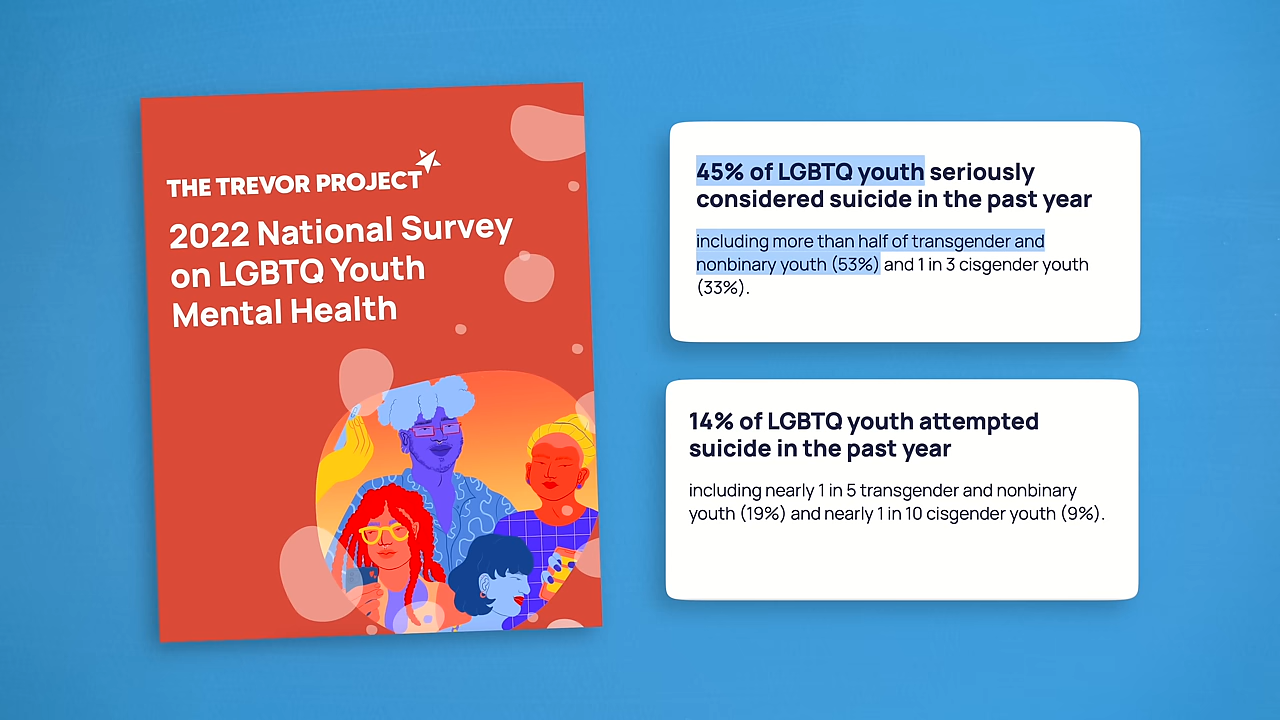 THE TREVOR PROJECT
2022 National Survey
on LGBTQ Youth
Mental Health
45% of LGBTQ youth seriously
considered suicide in the past year
including more than half of transgender and
nonbinary youth (53%) and 1 in 3 cisgender youth
(33%).
14% of LGBTQ youth attempted
suicide in the past year
including nearly 1 in 5 transgender and nonbinary
youth (19%) and nearly 1 in 10 cisgender youth (9%).